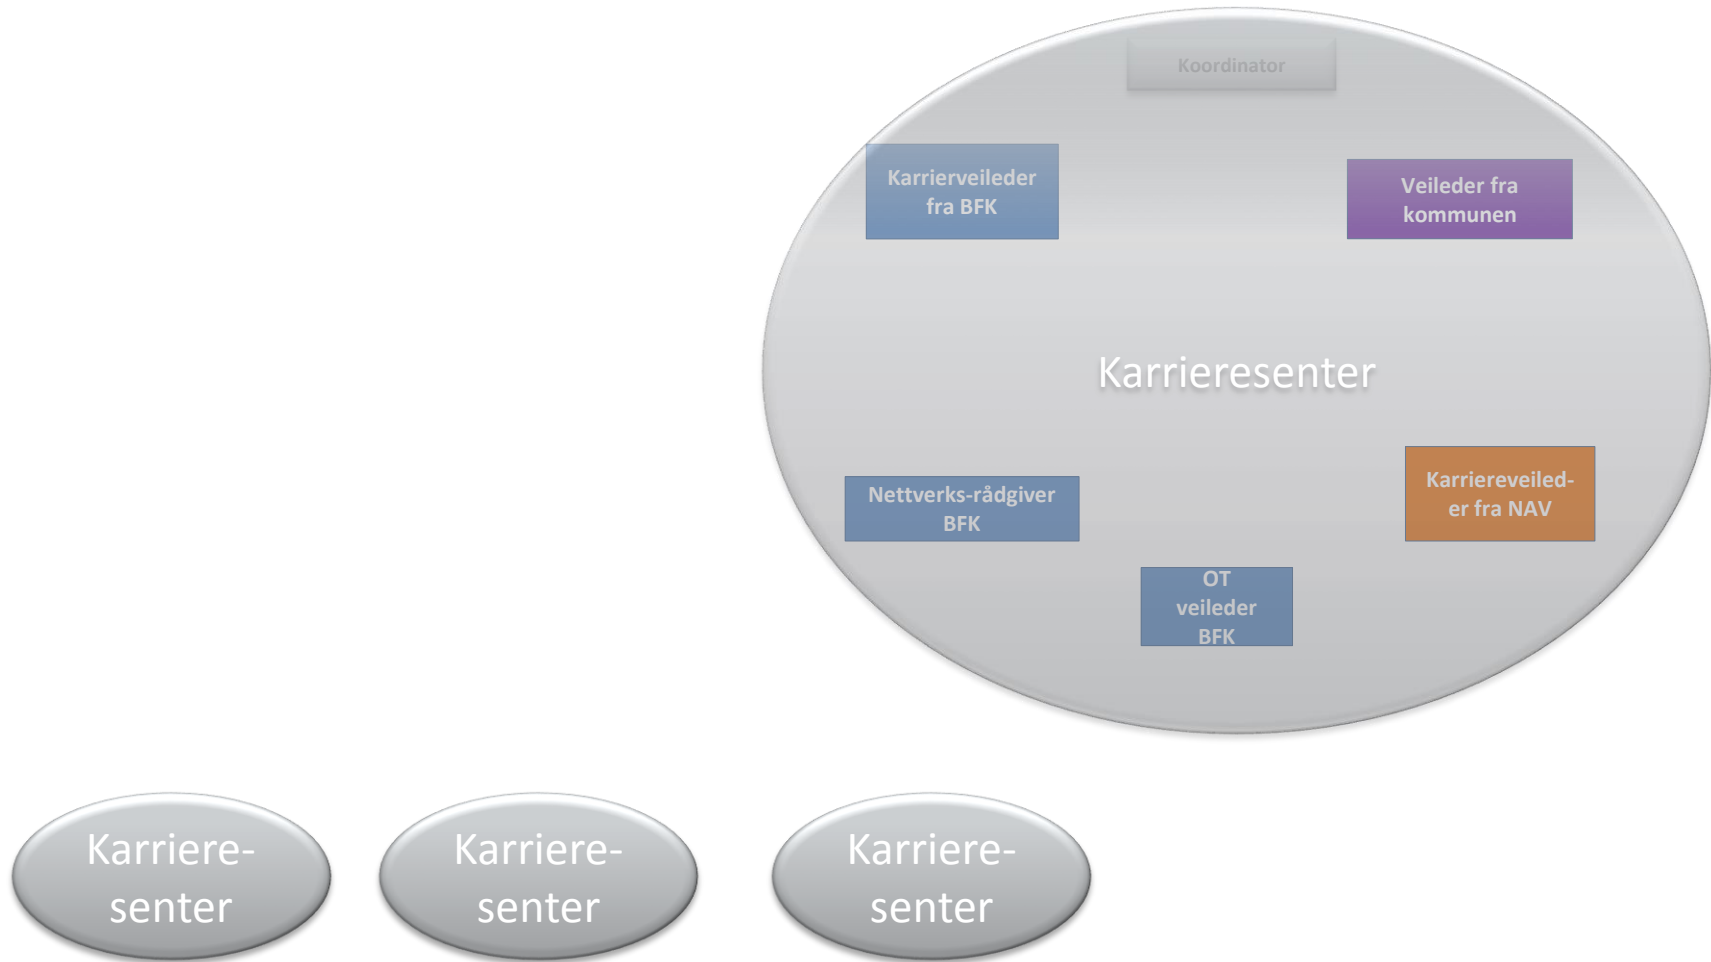 Koordinator
Karrierveileder
fra BFK
Veileder fra
kommunen
Karrieresenter
Nettverks-rådgiver
BFK
Karriereveiled-
er fra NAV
OT
veileder
BFK
Karriere-
senter
Karriere-
senter
Karriere-
senter